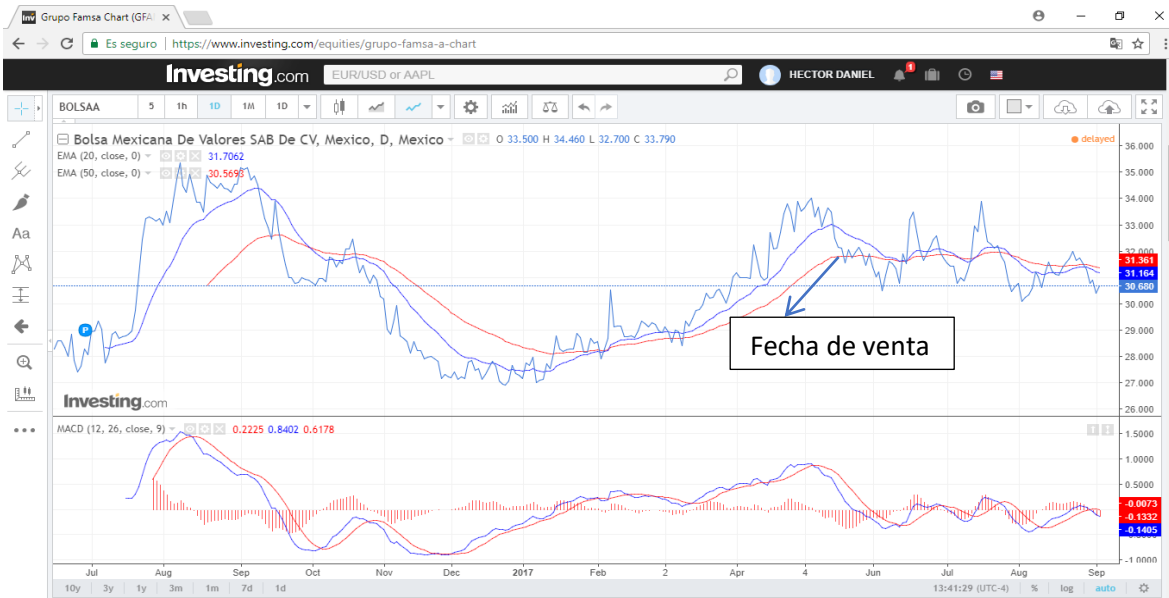 Grupo Famsa Chart (GFA
Es seguro | https://www.investing.com/equities/grupo-famsa-a-chart
Investing.com EUR/USD or AAPL HECTOR DANIEL 1
BOLSAA 5 1h 1D 1M 1D
Bolsa Mexicana De Valores SAB De CV, Mexico, D, Mexico O 33.500 H 34.460 L 32.700 C 33.790
delayed
EMA (20, close, 0) 31.7062
EMA (50, close, 0) 30.5693
36.000
35.000
34.000
33.000
32.000
31.361
31.164
30.680
30.000
29.000
28.000
27.000
26.000
P
Aa
Fecha de venta
Investing.com
MACD (12, 26, close, 9) 0.2225 0.8402 0.6178
1.5000
1.0000
0.5000
-0.0073
-0.1332
-0.1405
-1.0000
Jul Aug Sep Oct Nov Dec 2017 Feb 2 Apr 4 Jun Jul Aug Sep
10y 3y 1y 3m 1m 7d 1d 13:41:29 (UTC-4) % log auto